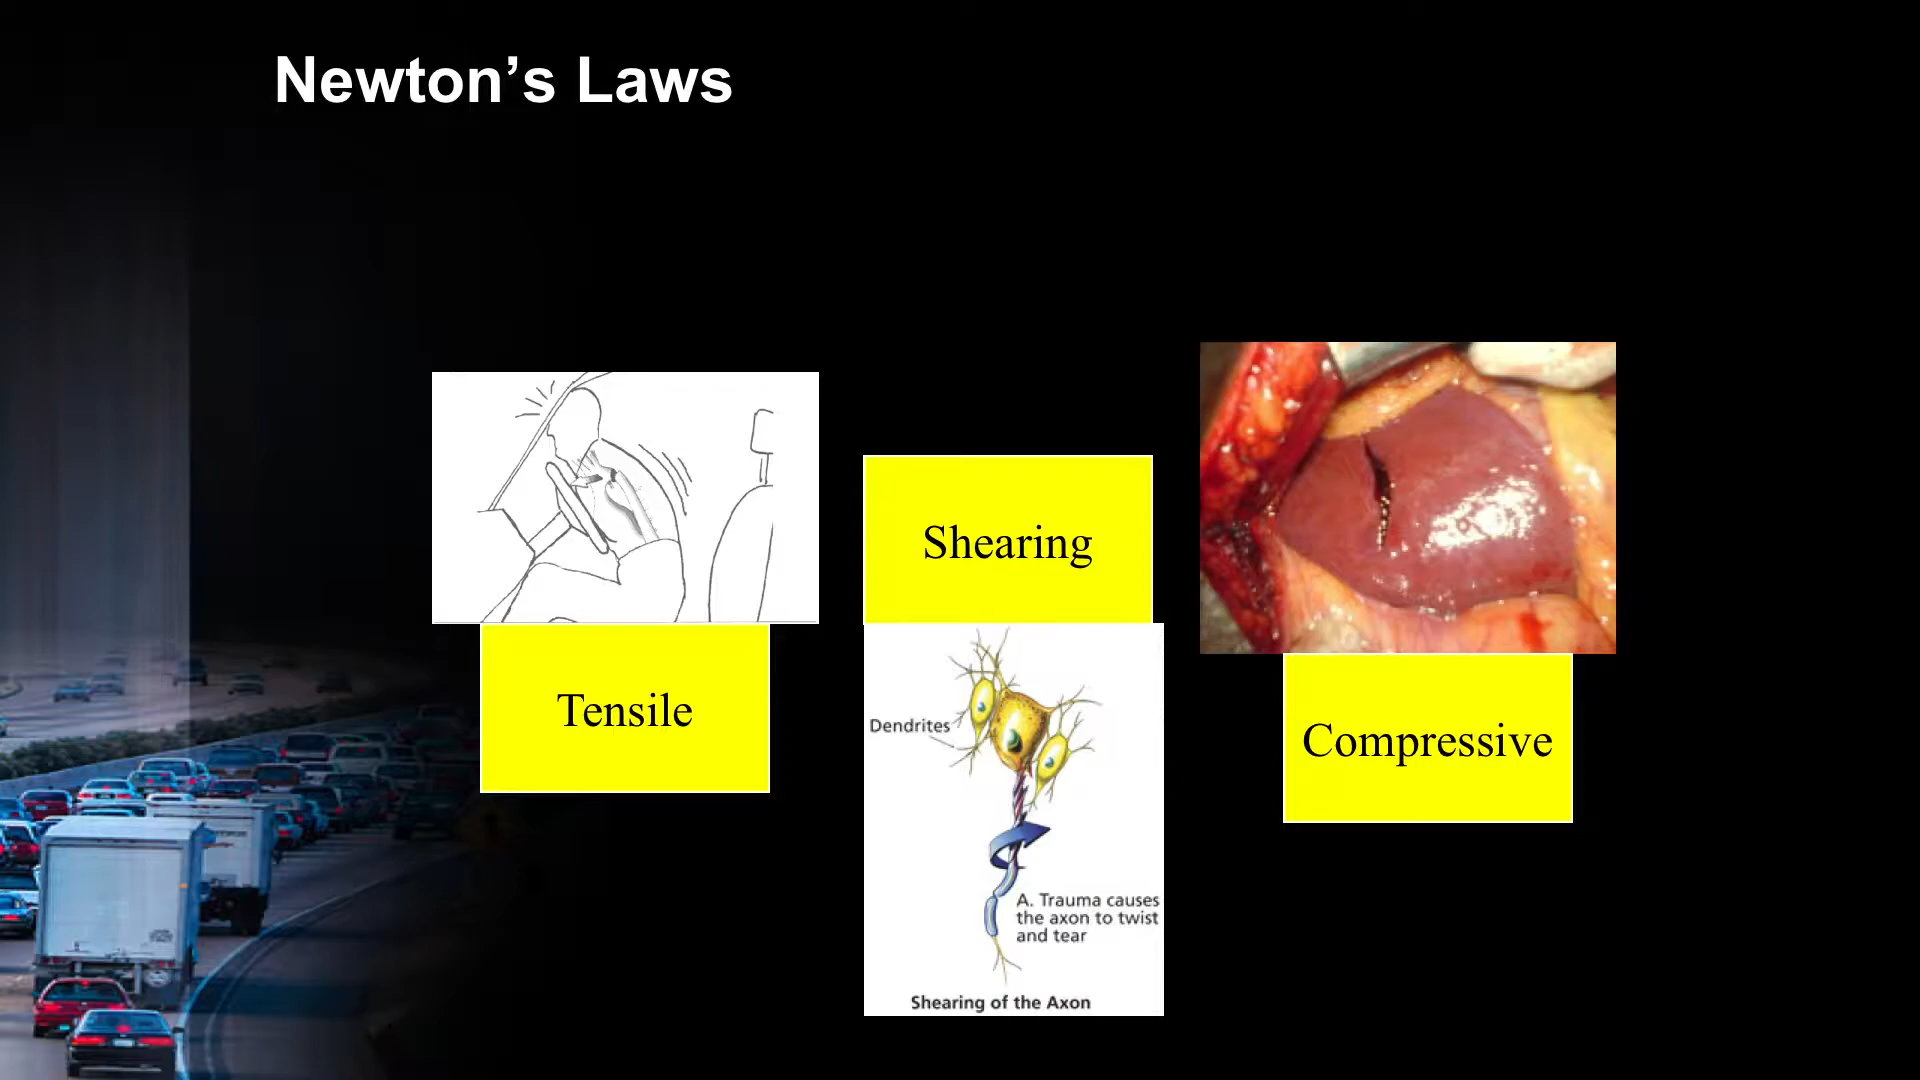 Newton’s Laws
Tensile
Shearing
Dendrites
A. Trauma causes
the axon to twist
and tear
Shearing of the Axon
Compressive